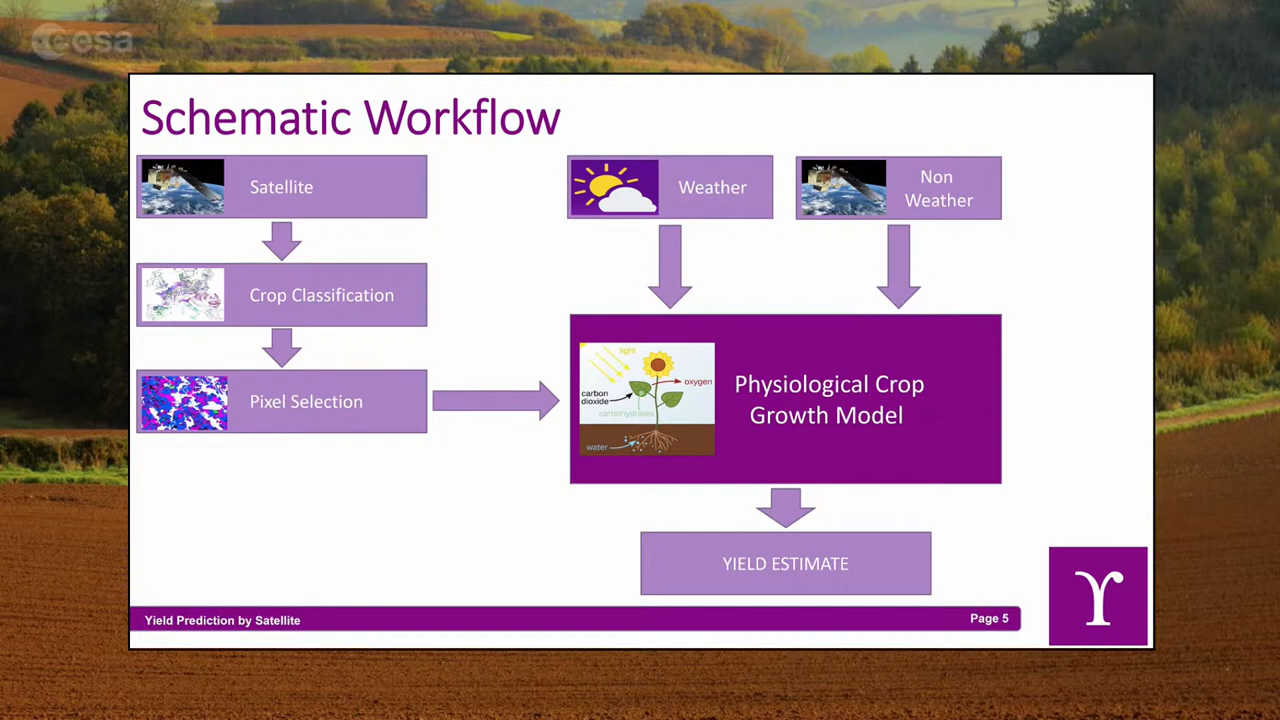 esa
Schematic Workflow
Satellite
Weather
Non
Weather
Crop Classification
Pixel Selection
light
oxygen
carbon
dioxide
carbohydrates
water
Physiological Crop
Growth Model
YIELD ESTIMATE
Yield Prediction by Satellite
Page 5
ϒ